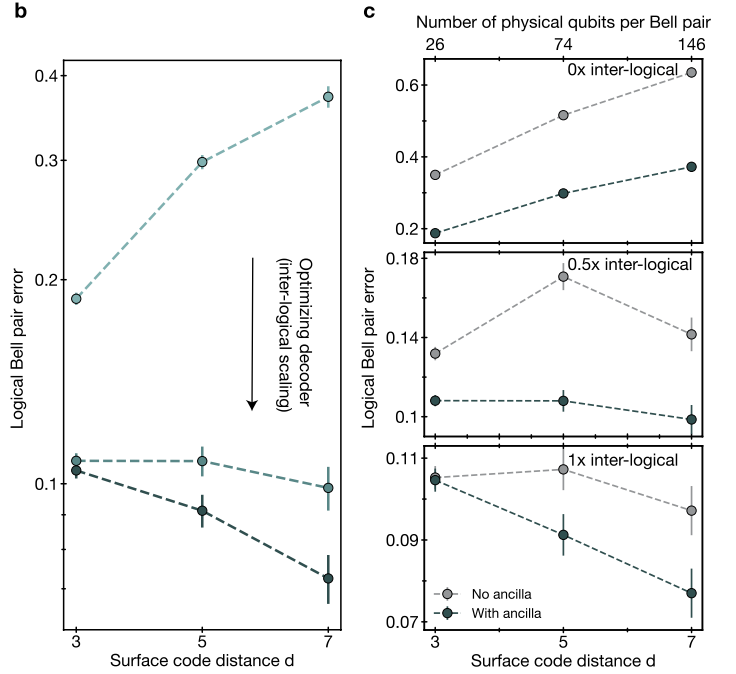 b
0.4
0.3
0.2
0.1
Logical Bell pair error
Optimizing decoder
(inter-logical scaling)
3
5
7
Surface code distance d
c
Number of physical qubits per Bell pair
26
74
146
0x inter-logical
0.6
0.4
0.2
0.5x inter-logical
0.18
0.14
0.1
Logical Bell pair error
1x inter-logical
0.11
0.09
0.07
No ancilla
With ancilla
3
5
7
Surface code distance d